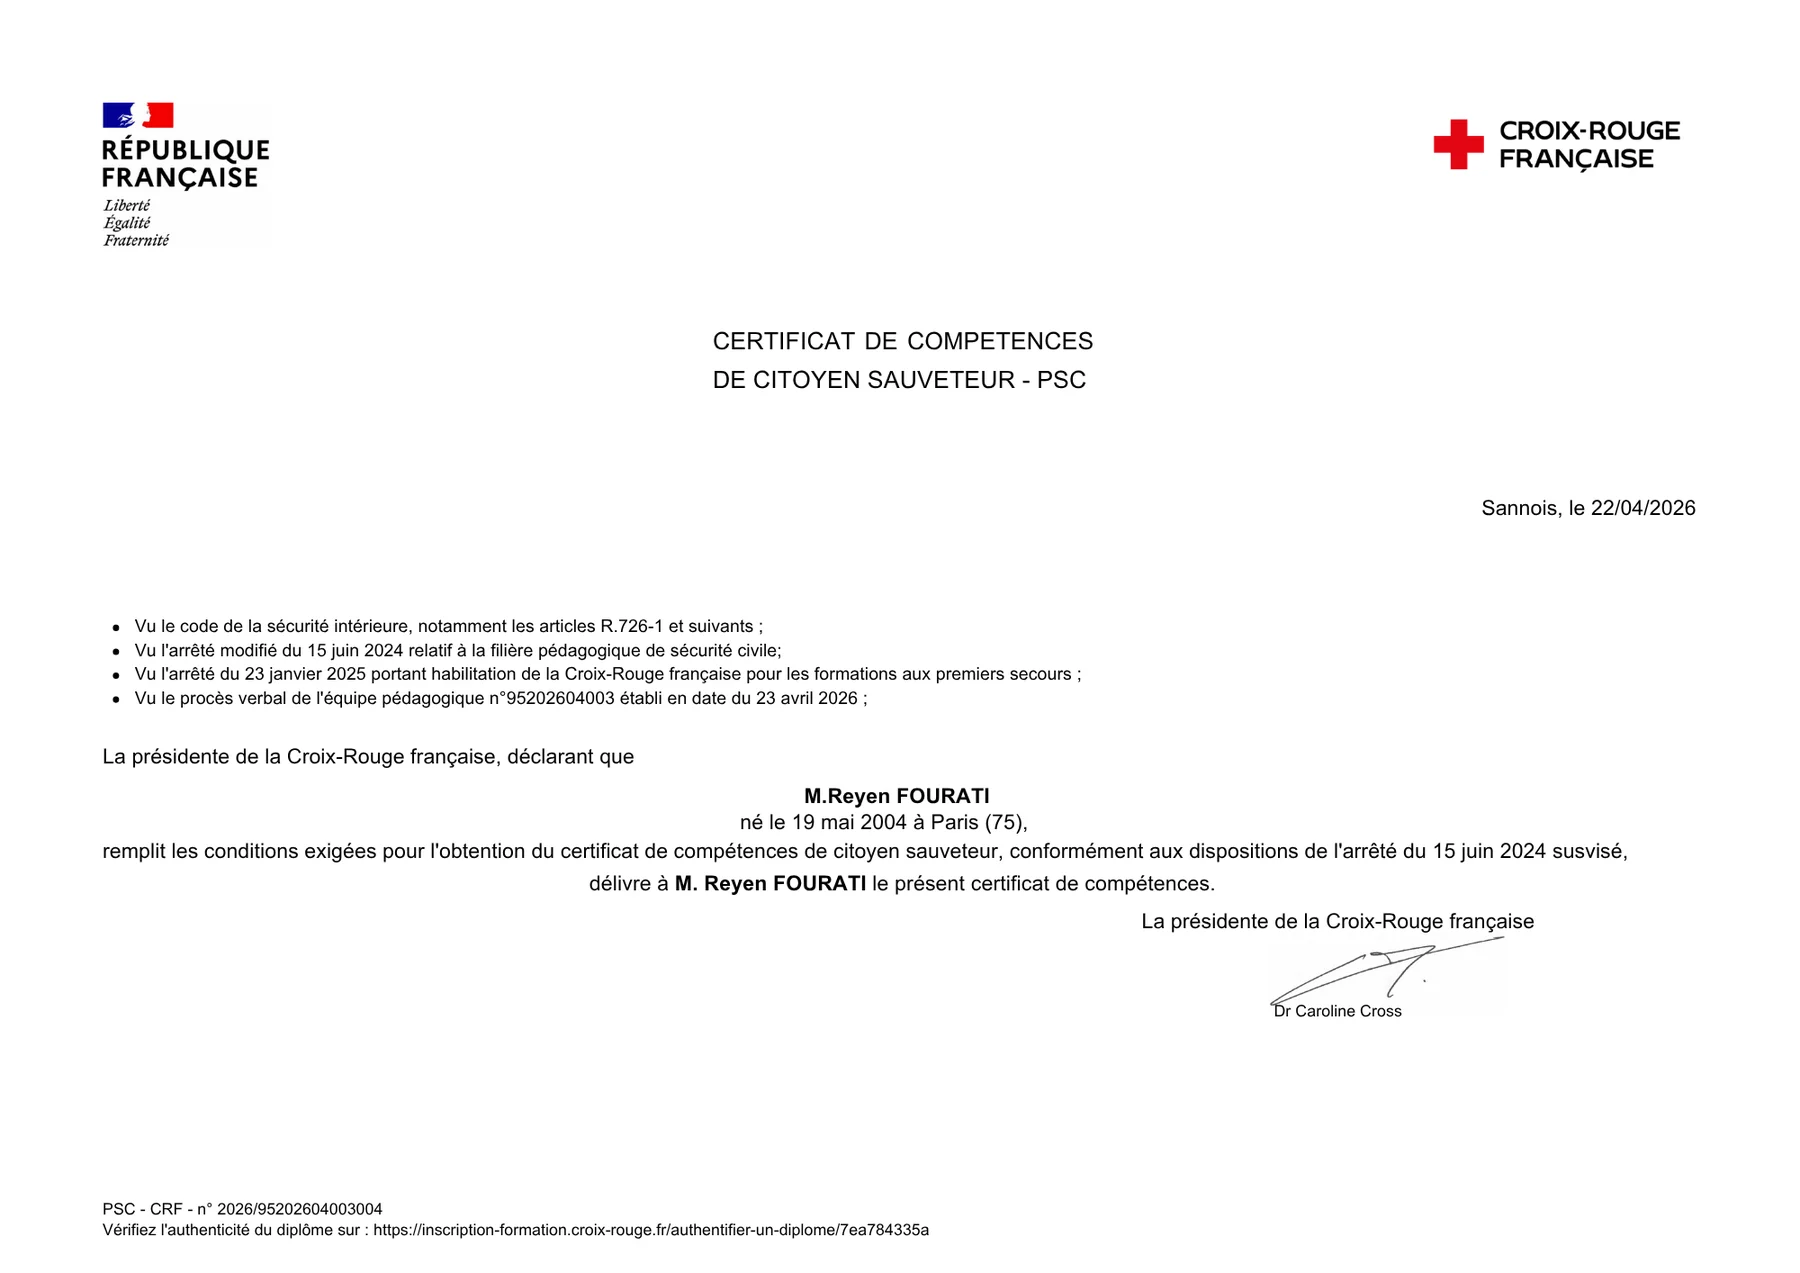 RÉPUBLIQUE
FRANÇAISE
Liberté
Égalité
Fraternité
CROIX-ROUGE
FRANÇAISE
CERTIFICAT DE COMPETENCES
DE CITOYEN SAUVETEUR - PSC
Sannois, le 22/04/2026
• Vu le code de la sécurité intérieure, notamment les articles R.726-1 et suivants ;
• Vu l'arrêté modifié du 15 juin 2024 relatif à la filière pédagogique de sécurité civile;
• Vu l'arrêté du 23 janvier 2025 portant habilitation de la Croix-Rouge française pour les formations aux premiers secours ;
• Vu le procès verbal de l'équipe pédagogique n°95202604003 établi en date du 23 avril 2026 ;
La présidente de la Croix-Rouge française, déclarant que
M.Reyen FOURATI
né le 19 mai 2004 à Paris (75),
remplit les conditions exigées pour l'obtention du certificat de compétences de citoyen sauveteur, conformément aux dispositions de l'arrêté du 15 juin 2024 susvisé,
délivre à M. Reyen FOURATI le présent certificat de compétences.
La présidente de la Croix-Rouge française
Dr Caroline Cross
PSC - CRF - n° 2026/95202604003004
Vérifiez l'authenticité du diplôme sur : https://inscription-formation.croix-rouge.fr/authentifier-un-diplome/7ea784335a